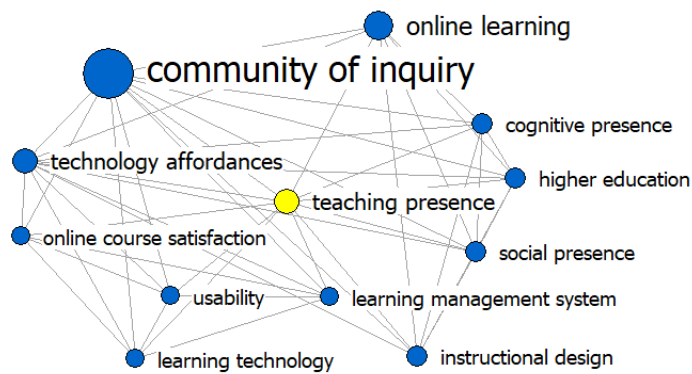 online learning
community of inquiry
cognitive presence
technology affordances
higher education
teaching presence
online course satisfaction
social presence
usability
learning management system
learning technology
instructional design